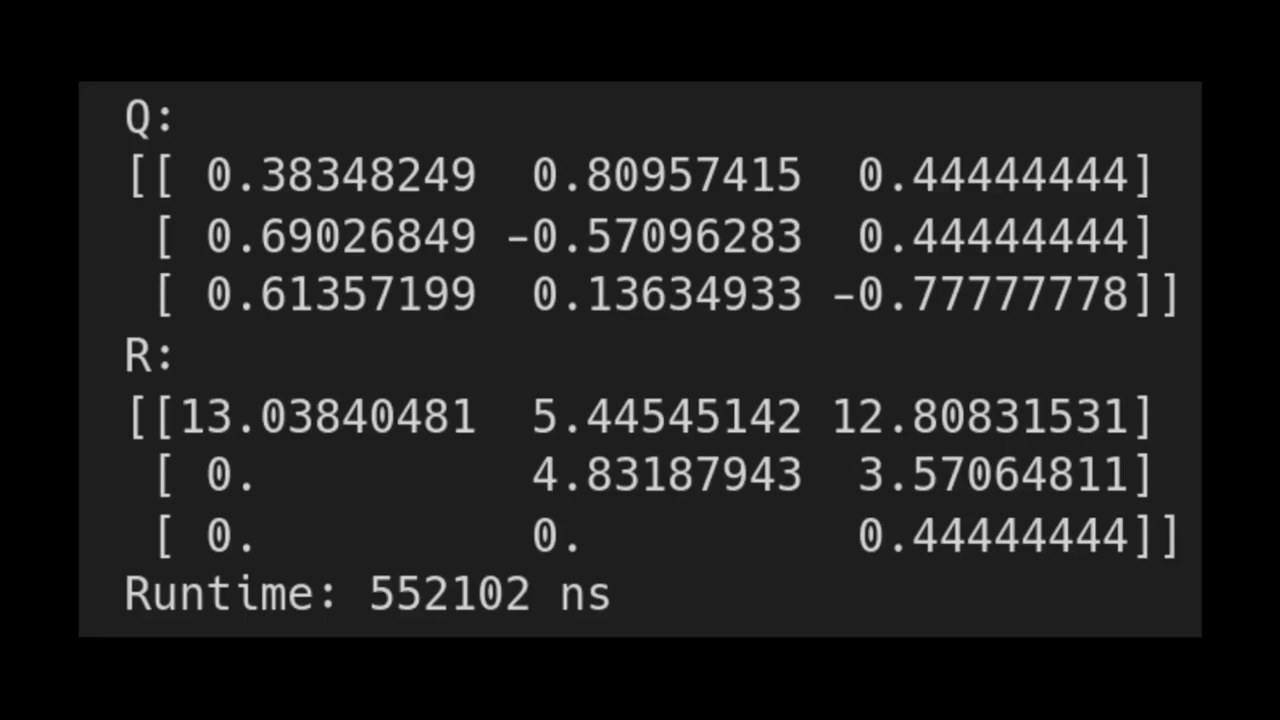 Q:
[[ 0.38348249  0.80957415  0.44444444]
 [ 0.69026849 -0.57096283  0.44444444]
 [ 0.61357199  0.13634933 -0.77777778]]
R:
[[13.03840481  5.44545142 12.80831531]
 [ 0.          4.83187943  3.57064811]
 [ 0.          0.          0.44444444]]
Runtime: 552102 ns